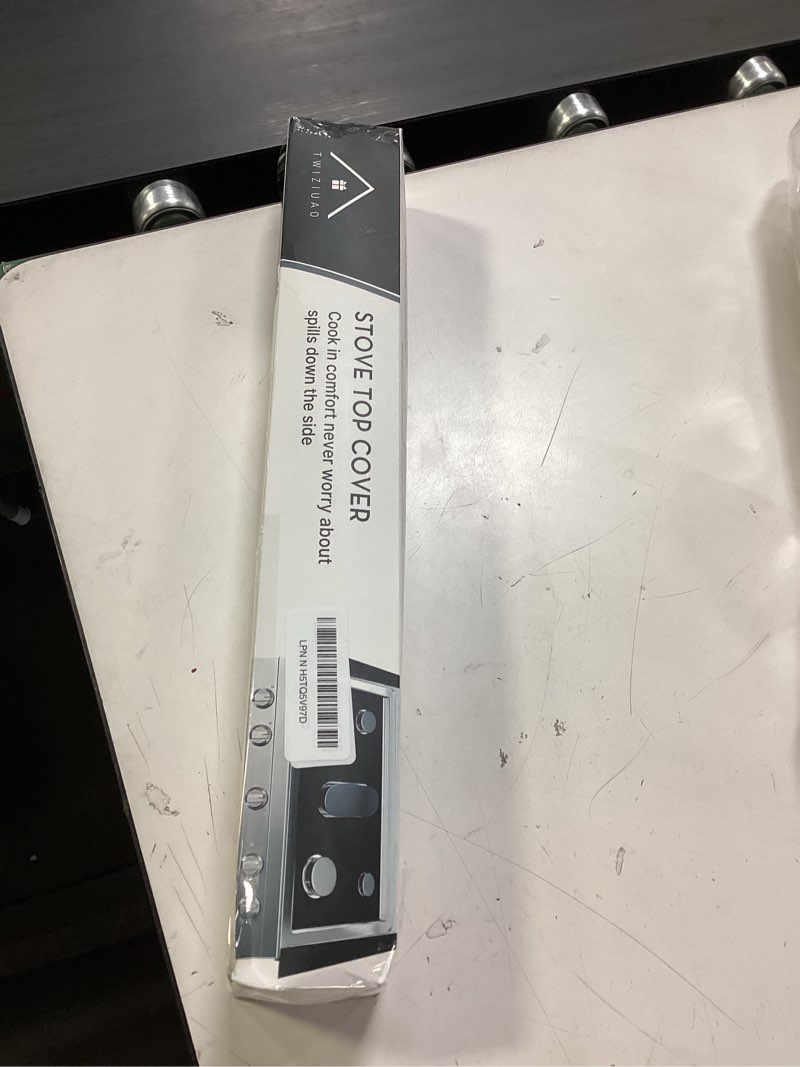 TWIZIUAO
STOVE TOP COVER
Cook in comfort never worry about
spills down the side
LPN N H5TQ5V97D